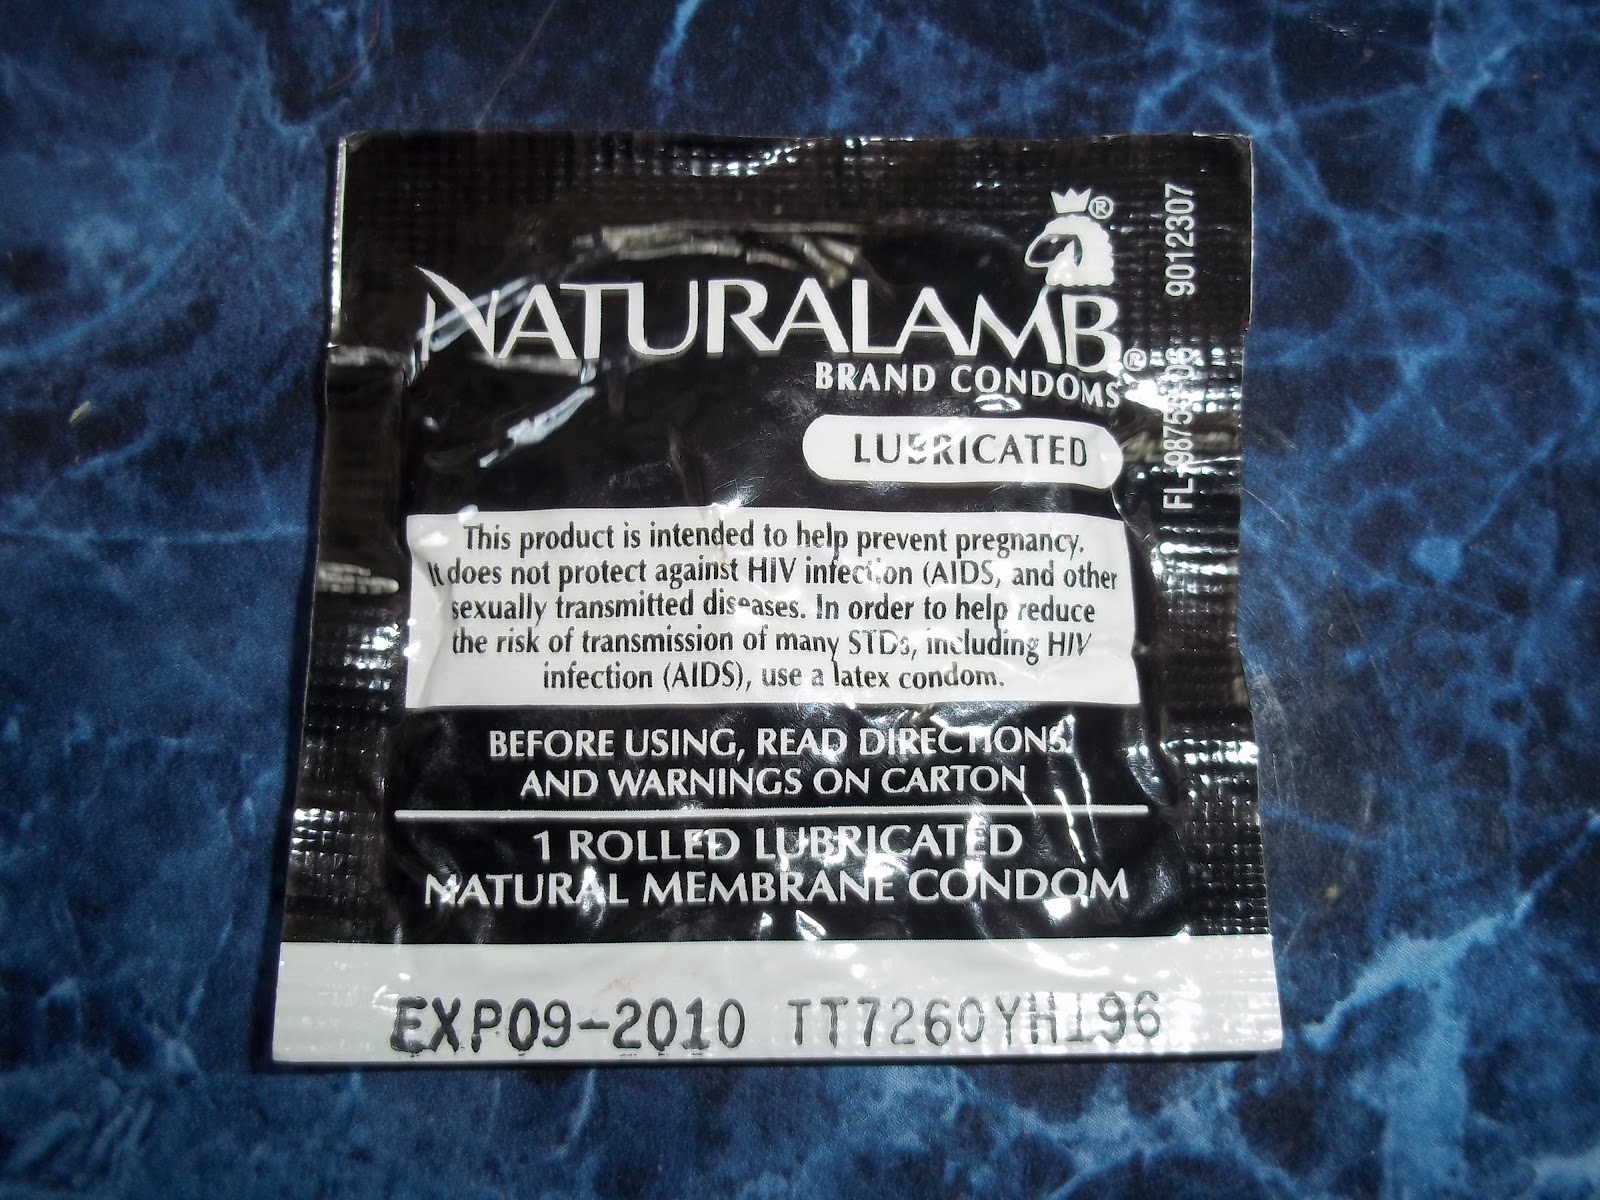 NATURALAMB®
BRAND CONDOMS
LUBRICATED
This product is intended to help prevent pregnancy.
It does not protect against HIV infection (AIDS) and other
sexually transmitted diseases. In order to help reduce
the risk of transmission of many STDs, including HIV
infection (AIDS), use a latex condom.
BEFORE USING, READ DIRECTIONS
AND WARNINGS ON CARTON
1 ROLLED LUBRICATED
NATURAL MEMBRANE CONDOM
EXP09-2010 TT7260YH196
9012307